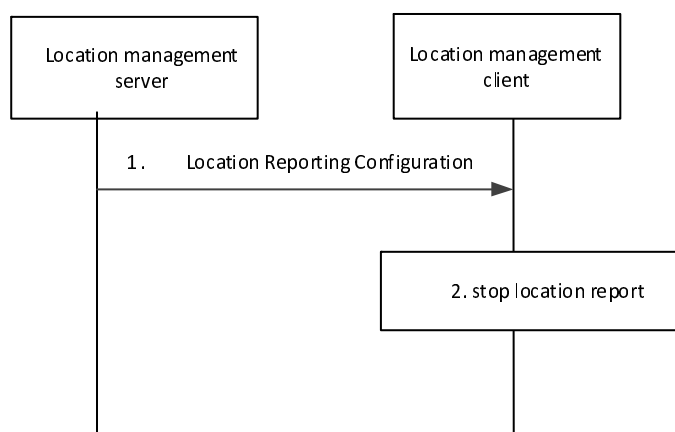 Location management
server
Location management
client
1. Location Reporting Configuration
2. stop location report